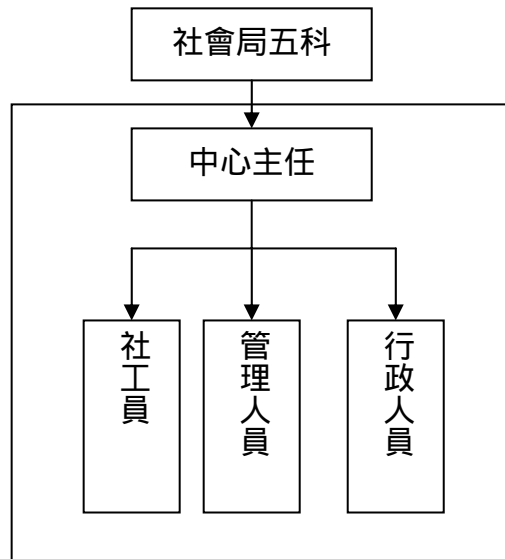 社會局五科
中心主任
社工員
管理人員
行政人員